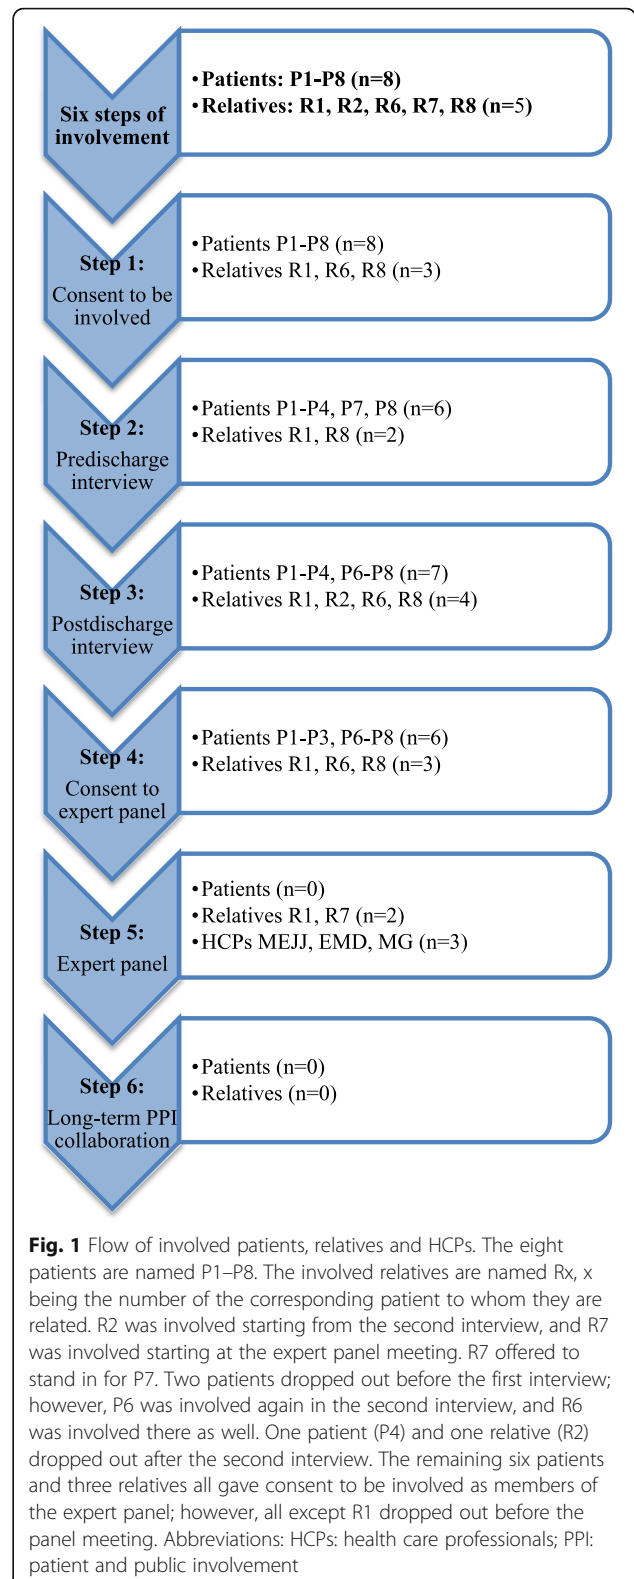 Six steps of
involvement
•Patients: P1-P8 (n=8)
•Relatives: R1, R2, R6, R7, R8 (n=5)
Step 1:
Consent to be
involved
•Patients P1-P8 (n=8)
•Relatives R1, R6, R8 (n=3)
Step 2:
Predischarge
interview
•Patients P1-P4, P7, P8 (n=6)
•Relatives R1, R8 (n=2)
Step 3:
Postdischarge
interview
•Patients P1-P4, P6-P8 (n=7)
•Relatives R1, R2, R6, R8 (n=4)
Step 4:
Consent to
expert panel
•Patients P1-P3, P6-P8 (n=6)
•Relatives R1, R6, R8 (n=3)
Step 5:
Expert panel
•Patients (n=0)
•Relatives R1, R7 (n=2)
•HCPs MEJJ, EMD, MG (n=3)
Step 6:
Long-term PPI
collaboration
•Patients (n=0)
•Relatives (n=0)
Fig. 1 Flow of involved patients, relatives and HCPs. The eight
patients are named P1–P8. The involved relatives are named Rx, x
being the number of the corresponding patient to whom they are
related. R2 was involved starting from the second interview, and R7
was involved starting at the expert panel meeting. R7 offered to
stand in for P7. Two patients dropped out before the first interview;
however, P6 was involved again in the second interview, and R6
was involved there as well. One patient (P4) and one relative (R2)
dropped out after the second interview. The remaining six patients
and three relatives all gave consent to be involved as members of
the expert panel; however, all except R1 dropped out before the
panel meeting. Abbreviations: HCPs: health care professionals; PPI:
patient and public involvement